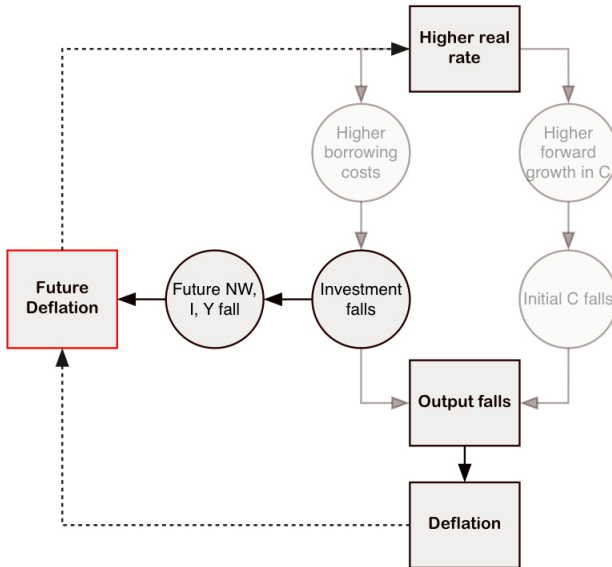 Higher real
rate
Higher
borrowing
costs
Higher
forward
growth in C
Future
Deflation
Future NW,
I, Y fall
Investment
falls
Initial C falls
Output falls
Deflation